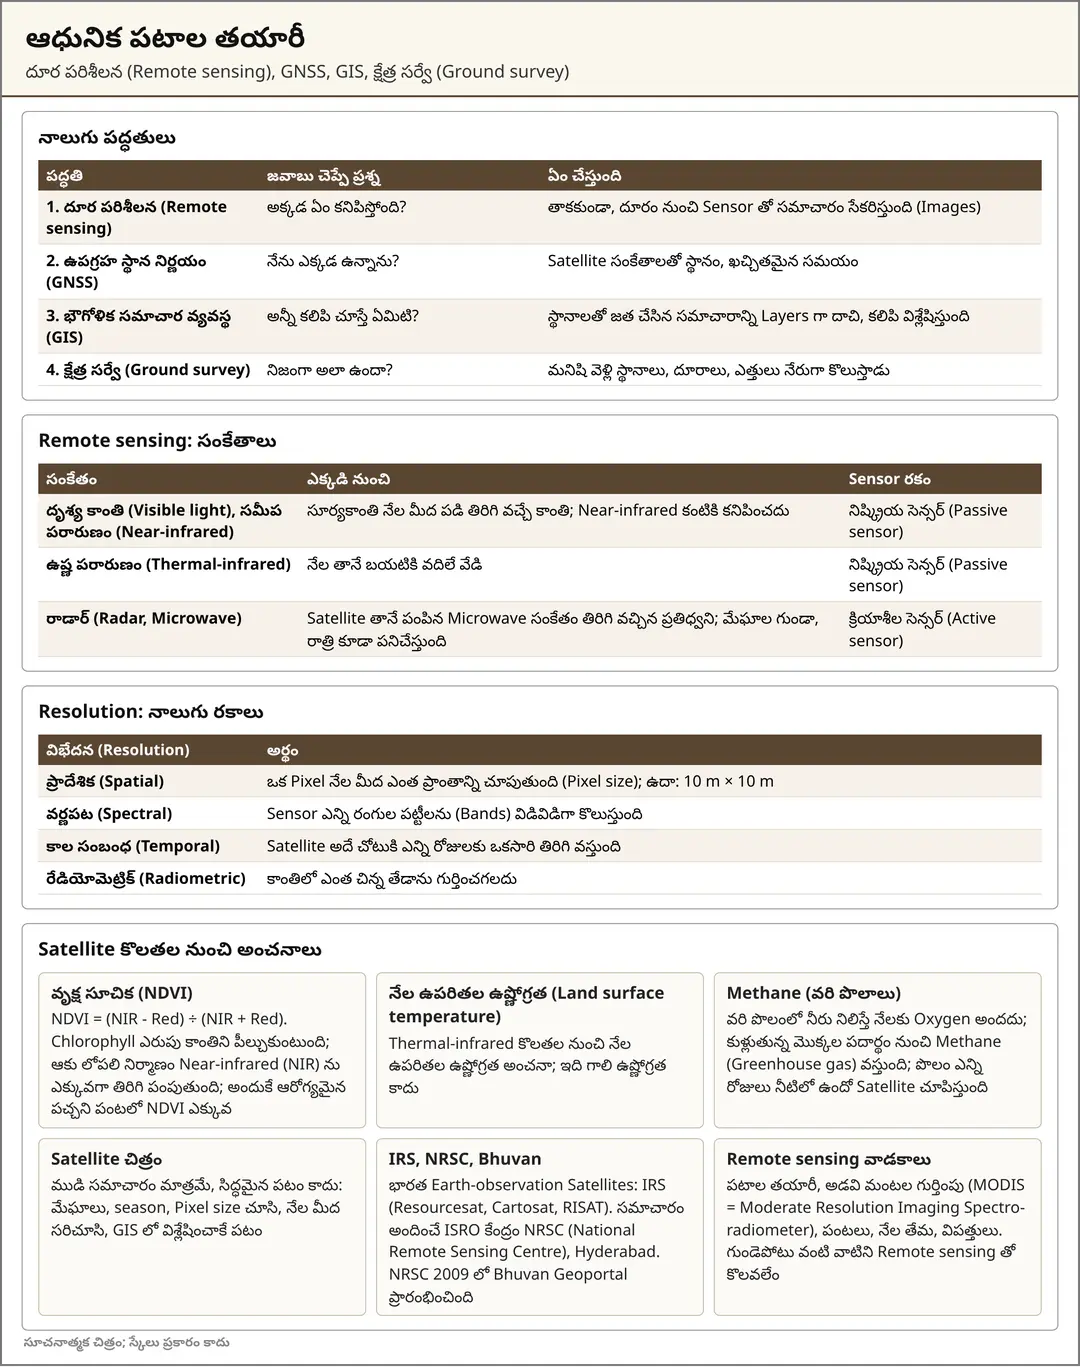 ఆధునిక పటాల తయారీ
దూర పరిశీలన (Remote sensing), GNSS, GIS, క్షేత్ర సర్వే (Ground survey)
నాలుగు పద్ధతులు
పద్ధతి జవాబు చెప్పే ప్రశ్న ఏం చేస్తుంది
1. దూర పరిశీలన (Remote అక్కడ ఏం కనిపిస్తోంది? తాకకుండా, దూరం నుంచి Sensor తో సమాచారం సేకరిస్తుంది (Images)
sensing)
2. ఉపగ్రహ స్థాన నిర్ణయం నేను ఎక్కడ ఉన్నాను? Satellite సంకేతాలతో స్థానం, ఖచ్చితమైన సమయం
(GNSS)
3. భౌగోళిక సమాచార వ్యవస్థ అన్నీ కలిపి చూస్తే ఏమిటి? స్థానాలతో జత చేసిన సమాచారాన్ని Layers గా దాచి, కలిపి విశ్లేషిస్తుంది
(GIS)
4. క్షేత్ర సర్వే (Ground survey) నిజంగా అలా ఉందా? మనిషి వెళ్లి స్థానాలు, దూరాలు, ఎత్తులు నేరుగా కొలుస్తాడు
Remote sensing: సంకేతాలు
సంకేతం ఎక్కడి నుంచి Sensor రకం
దృశ్య కాంతి (Visible light), సమీప సూర్యకాంతి నేల మీద పడి తిరిగి వచ్చే కాంతి; Near-infrared కంటికి కనిపించదు నిష్క్రియ సెన్సర్ (Passive
పరారుణం (Near-infrared) sensor)
ఉష్ణ పరారుణం (Thermal-infrared) నేల తానే బయటికి వదిలే వేడి నిష్క్రియ సెన్సర్ (Passive
sensor)
రాడార్ (Radar, Microwave) Satellite తానే పంపిన Microwave సంకేతం తిరిగి వచ్చిన ప్రతిధ్వని; మేఘాల గుండా, క్రియాశీల సెన్సర్ (Active
రాత్రి కూడా పనిచేస్తుంది sensor)
Resolution: నాలుగు రకాలు
విభేదన (Resolution) అర్థం
ప్రాదేశిక (Spatial) ఒక Pixel నేల మీద ఎంత ప్రాంతాన్ని చూపుతుంది (Pixel size); ఉదా: 10 m × 10 m
వర్ణపట (Spectral) Sensor ఎన్ని రంగుల పట్టీలను (Bands) విడివిడిగా కొలుస్తుంది
కాల సంబంధ (Temporal) Satellite అదే చోటుకి ఎన్ని రోజులకు ఒకసారి తిరిగి వస్తుంది
రేడియోమెట్రిక్ (Radiometric) కాంతిలో ఎంత చిన్న తేడాను గుర్తించగలదు
Satellite కొలతల నుంచి అంచనాలు
వృక్ష సూచిక (NDVI)
NDVI = (NIR - Red) ÷ (NIR + Red).
Chlorophyll ఎరుపు కాంతిని పీల్చుకుంటుంది;
ఆకు లోపలి నిర్మాణం Near-infrared (NIR) ను
ఎక్కువగా తిరిగి పంపుతుంది; అందుకే ఆరోగ్యమైన
పచ్చని పంటలో NDVI ఎక్కువ
నేల ఉపరితల ఉష్ణోగ్రత (Land surface
temperature)
Thermal-infrared కొలతల నుంచి నేల
ఉపరితల ఉష్ణోగ్రత అంచనా; ఇది గాలి ఉష్ణోగ్రత
కాదు
Methane (వరి పొలాలు)
వరి పొలంలో నీరు నిలిస్తే నేలకు Oxygen అందదు;
కుళ్లుతున్న మొక్కల పదార్థం నుంచి Methane
(Greenhouse gas) వస్తుంది; పొలం ఎన్ని
రోజులు నీటిలో ఉందో Satellite చూపిస్తుంది
Satellite చిత్రం
ముడి సమాచారం మాత్రమే, సిద్ధమైన పటం కాదు:
మేఘాలు, season, Pixel size చూసి, నేల మీద
సరిచూసి, GIS లో విశ్లేషించాకే పటం
IRS, NRSC, Bhuvan
భారత Earth-observation Satellites: IRS
(Resourcesat, Cartosat, RISAT). సమాచారం
అందించే ISRO కేంద్రం NRSC (National
Remote Sensing Centre), Hyderabad.
NRSC 2009 లో Bhuvan Geoportal
ప్రారంభించింది
Remote sensing వాడకాలు
పటాల తయారీ, అడవి మంటల గుర్తింపు (MODIS
= Moderate Resolution Imaging Spectro-
radiometer), పంటలు, నేల తేమ, విపత్తులు.
గుండెపోటు వంటి వాటిని Remote sensing తో
కొలవలేం
సూచనాత్మక చిత్రం; స్కేలు ప్రకారం కాదు